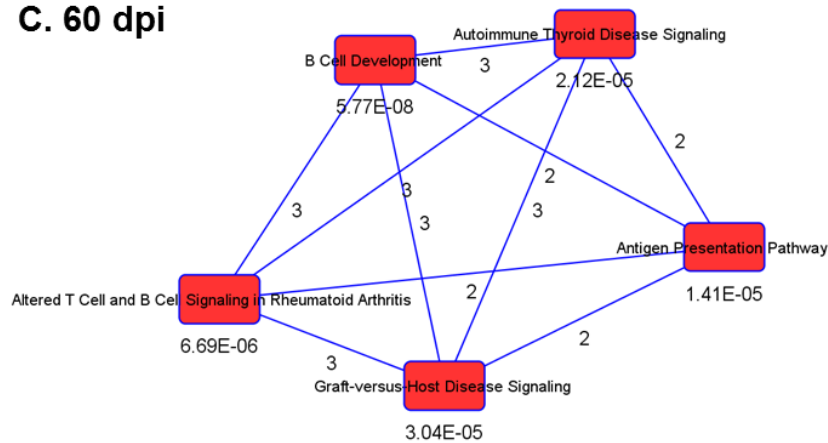 C. 60 dpi
Autoimmune Thyroid Disease Signaling
B Cell Development
3
2.12E-05
5.77E-08
2
3
2
3
3
3
Antigen Presentation Pathway
2
1.41E-05
Altered T Cell and B Cell Signaling in Rheumatoid Arthritis
6.69E-06
2
3
Graft-versus-Host Disease Signaling
3.04E-05